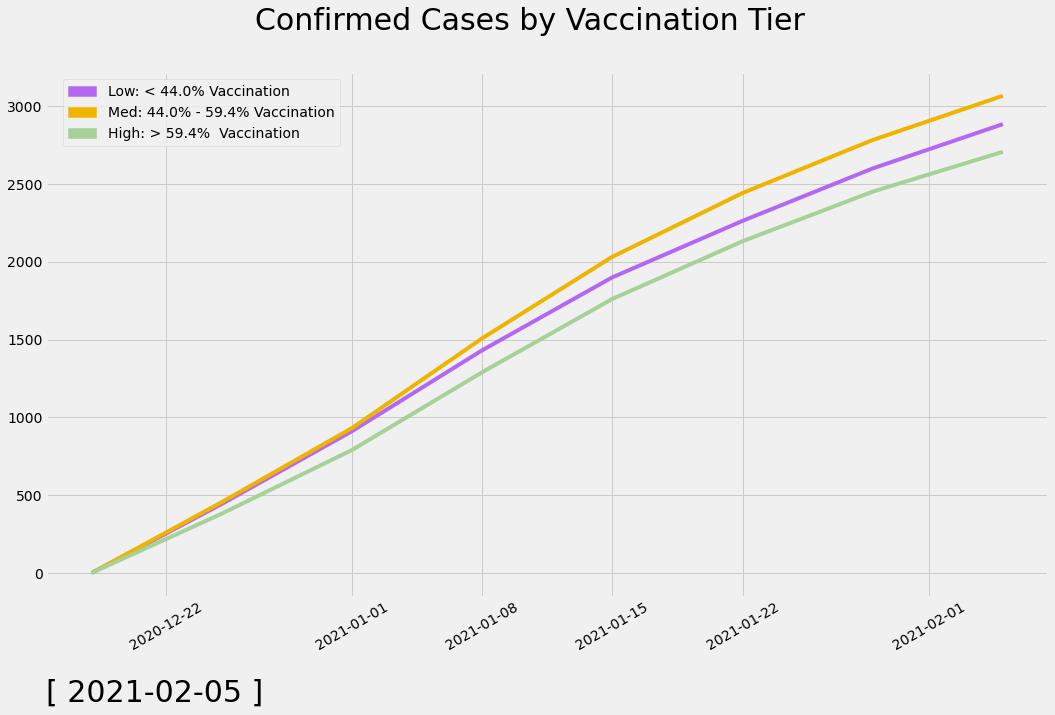 Confirmed Cases by Vaccination Tier
Low: < 44.0% Vaccination
Med: 44.0% - 59.4% Vaccination
High: > 59.4%  Vaccination
3000
2500
2000
1500
1000
500
0
2020-12-22
2021-01-01
2021-01-08
2021-01-15
2021-01-22
2021-02-01
[ 2021-02-05 ]